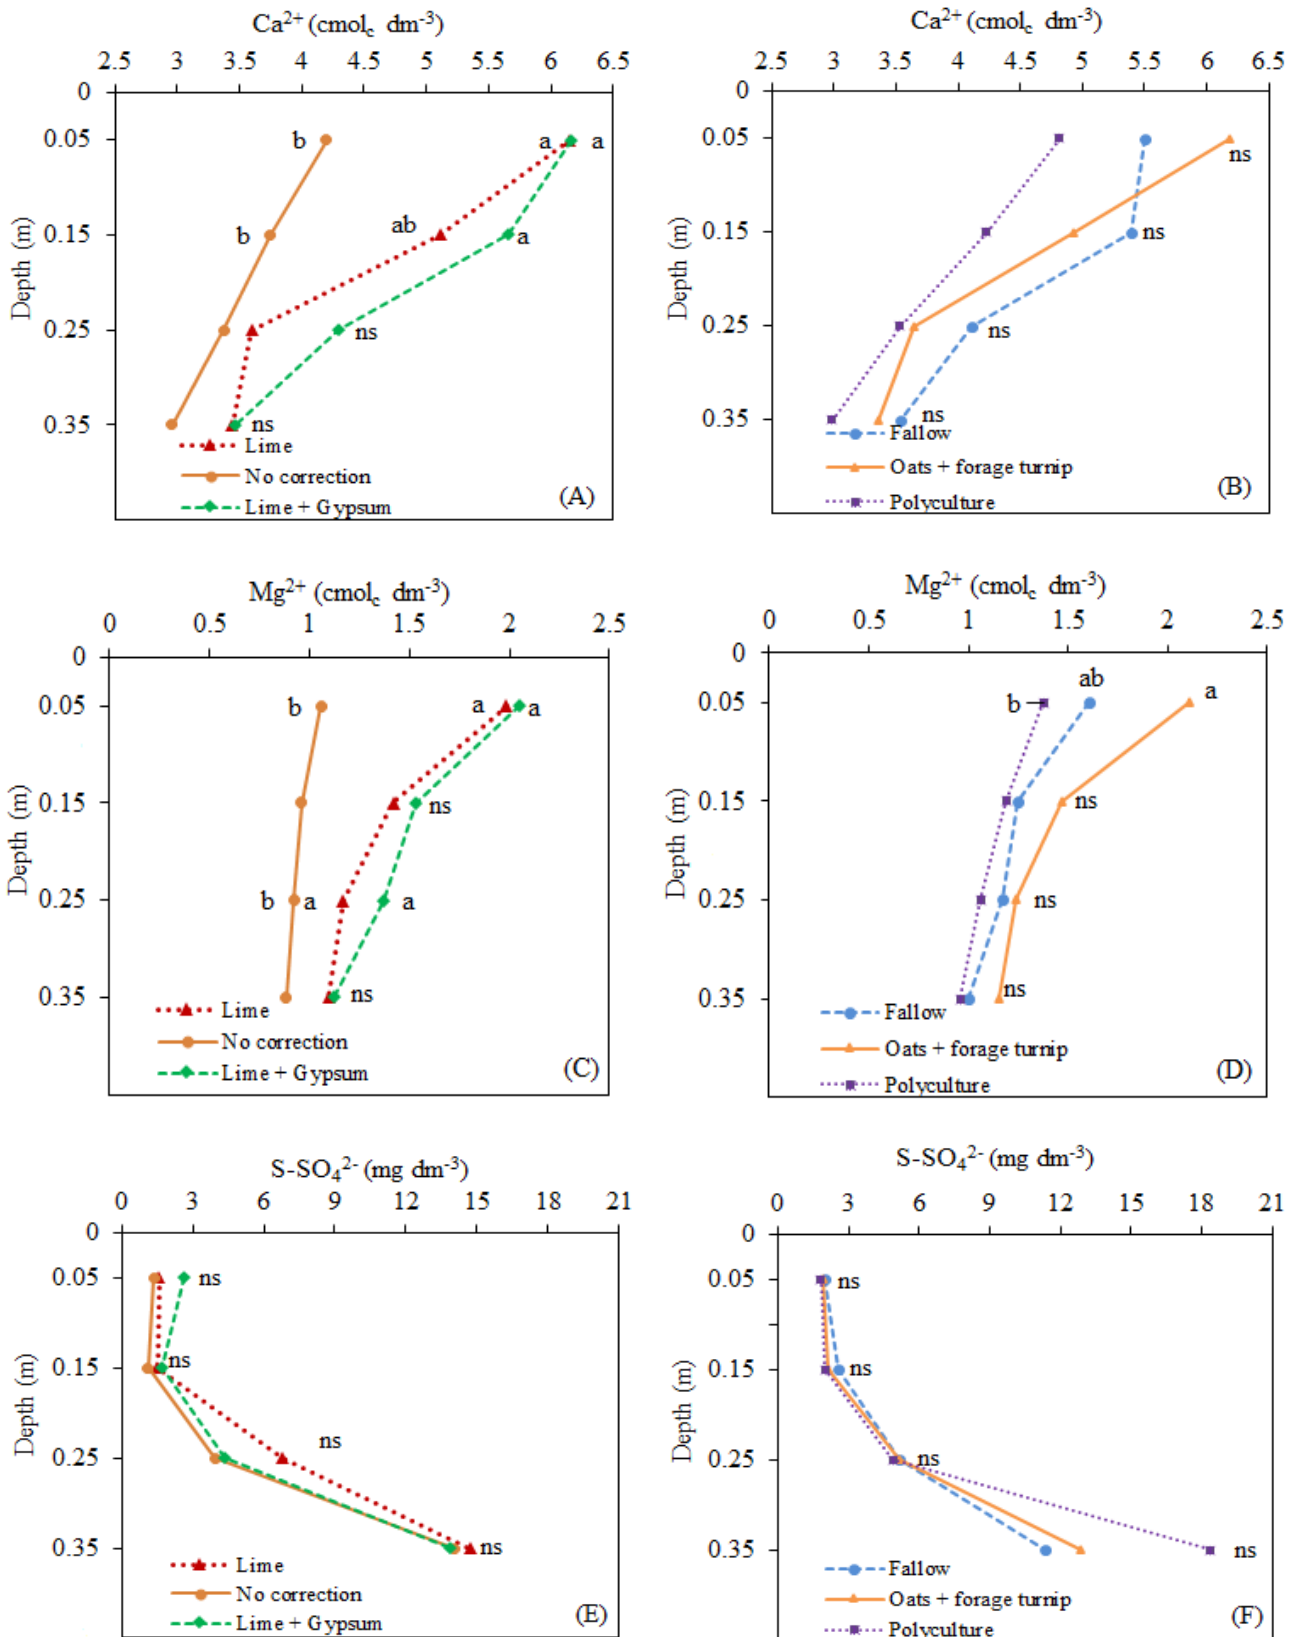 Ca²⁺ (cmolc dm⁻³)
2.5 3 3.5 4 4.5 5 5.5 6 6.5
0
0.05
0.15
0.25
0.35
Depth (m)
b a a
b ab a
ns
ns
Lime
No correction
Lime + Gypsum
(A)
Ca²⁺ (cmolc dm⁻³)
2.5 3 3.5 4 4.5 5 5.5 6 6.5
0
0.05
0.15
0.25
0.35
Depth (m)
ns
ns
ns
ns
Fallow
Oats + forage turnip
Polyculture
(B)
Mg²⁺ (cmolc dm⁻³)
0 0.5 1 1.5 2 2.5
0
0.05
0.15
0.25
0.35
Depth (m)
b a a
ns
b a a
ns
Lime
No correction
Lime + Gypsum
(C)
Mg²⁺ (cmolc dm⁻³)
0 0.5 1 1.5 2 2.5
0
0.05
0.15
0.25
0.35
Depth (m)
ab
b a
ns
ns
ns
Fallow
Oats + forage turnip
Polyculture
(D)
S-SO₄²⁻ (mg dm⁻³)
0 3 6 9 12 15 18 21
0
0.05
0.15
0.25
0.35
Depth (m)
ns
ns
ns
ns
Lime
No correction
Lime + Gypsum
(E)
S-SO₄²⁻ (mg dm⁻³)
0 3 6 9 12 15 18 21
0
0.05
0.15
0.25
0.35
Depth (m)
ns
ns
ns
ns
Fallow
Oats + forage turnip
Polyculture
(F)